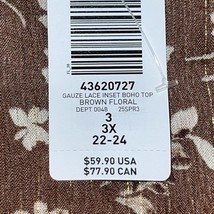 43620727
GAUZE LACE INSET BOHO TOP
BROWN FLORAL
DEPT 0048 25SPR3
3
3X
22-24
$59.90 USA
$77.90 CAN